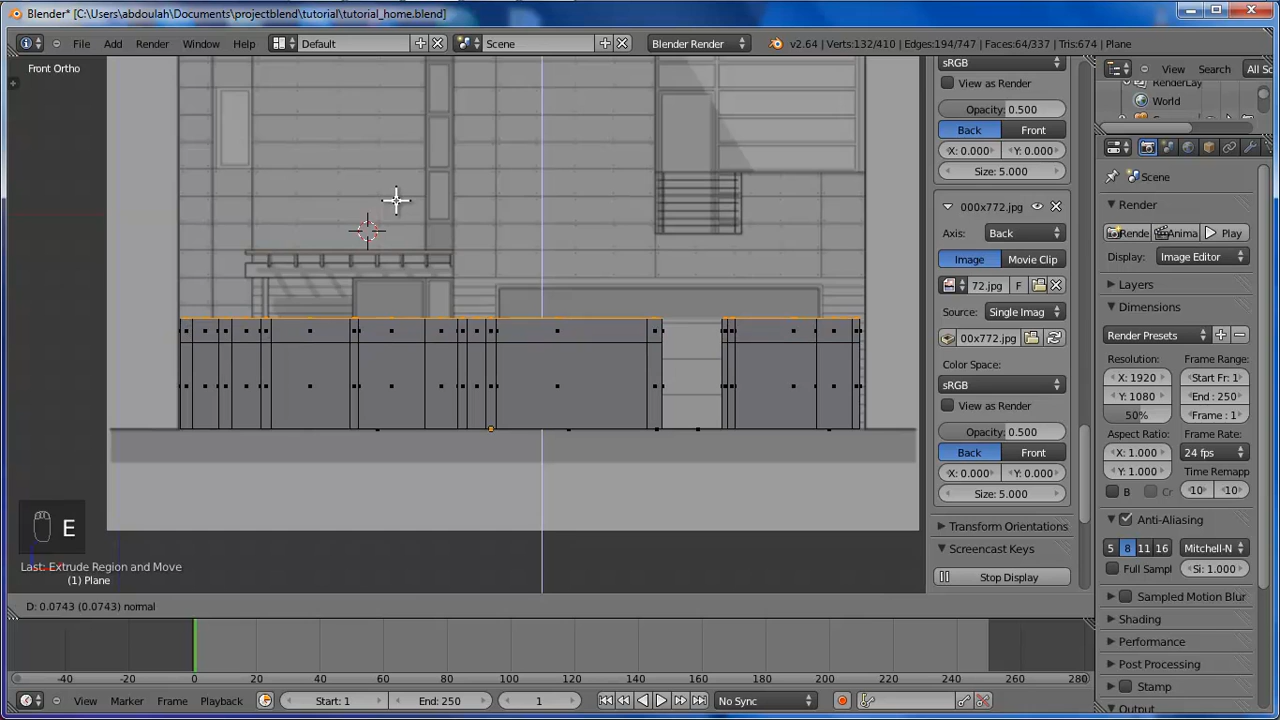 Blender* [C:\Users\abdoulah\Documents\projectblend\tutorial\tutorial_home.blend]
File Add Render Window Help Default Scene Blender Render v2.64 | Verts:132/410 | Edges:194/747 | Faces:64/337 | Tris:674 | Plane
Front Ortho
sRGB
View as Render
Opacity: 0.500
Back Front
X: 0.000 Y: 0.000
Size: 5.000
000x772.jpg
Axis: Back
Image Movie Clip
72.jpg F
Source: Single Imag
00x772.jpg
Color Space:
sRGB
View as Render
Opacity: 0.500
Back Front
X: 0.000 Y: 0.000
Size: 5.000
Transform Orientations
Screencast Keys
Stop Display
View Search All Sc
RenderLay
World
Scene
Render
Rende Anima Play
Display: Image Editor
Layers
Dimensions
Render Presets
Resolution: Frame Range:
X: 1920 Start Fr: 1
Y: 1080 End : 250
50% Frame : 1
Aspect Ratio: Frame Rate:
X: 1.000 24 fps
Y: 1.000 Time Remapp
B Cr 10 10
Anti-Aliasing
5 8 11 16 Mitchell-N
Full Sampl Si: 1.000
Sampled Motion Blur
Shading
Performance
Post Processing
Stamp
Output
E
Last: Extrude Region and Move
(1) Plane
D: 0.0743 (0.0743) normal
-40 -20 0 20 40 60 80 100 120 140 160 180 200 220 240 260 280
View Marker Frame Playback Start: 1 End: 250 1 No Sync